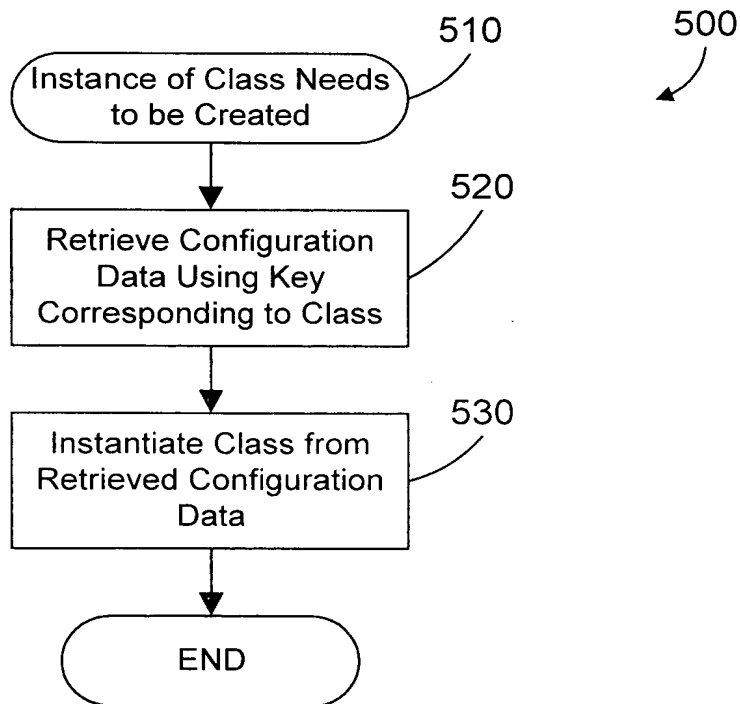 510
500
Instance of Class Needs
to be Created
520
Retrieve Configuration
Data Using Key
Corresponding to Class
530
Instantiate Class from
Retrieved Configuration
Data
END